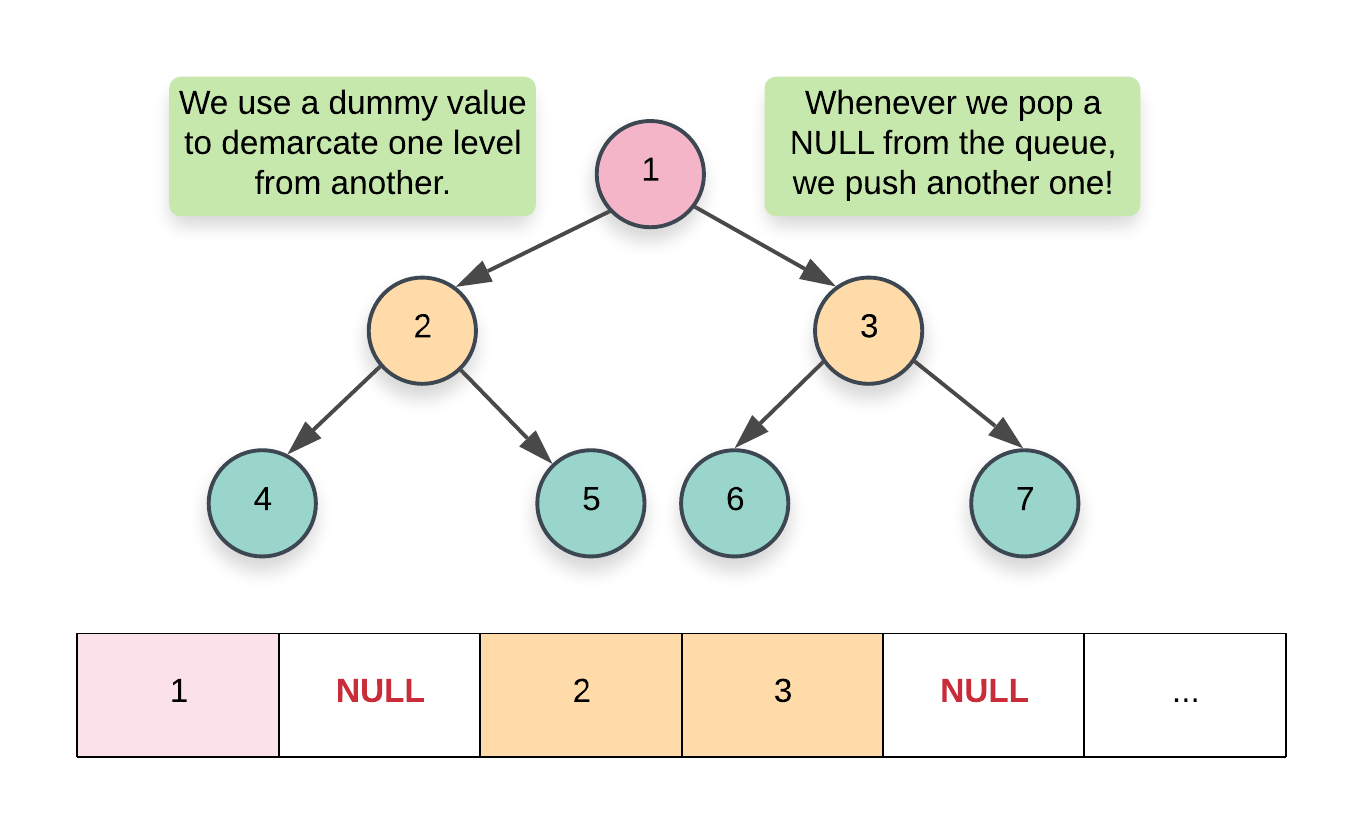 We use a dummy value
to demarcate one level
from another.
Whenever we pop a
NULL from the queue,
we push another one!
1
2
3
4
5
6
7
1 NULL 2 3 NULL ...